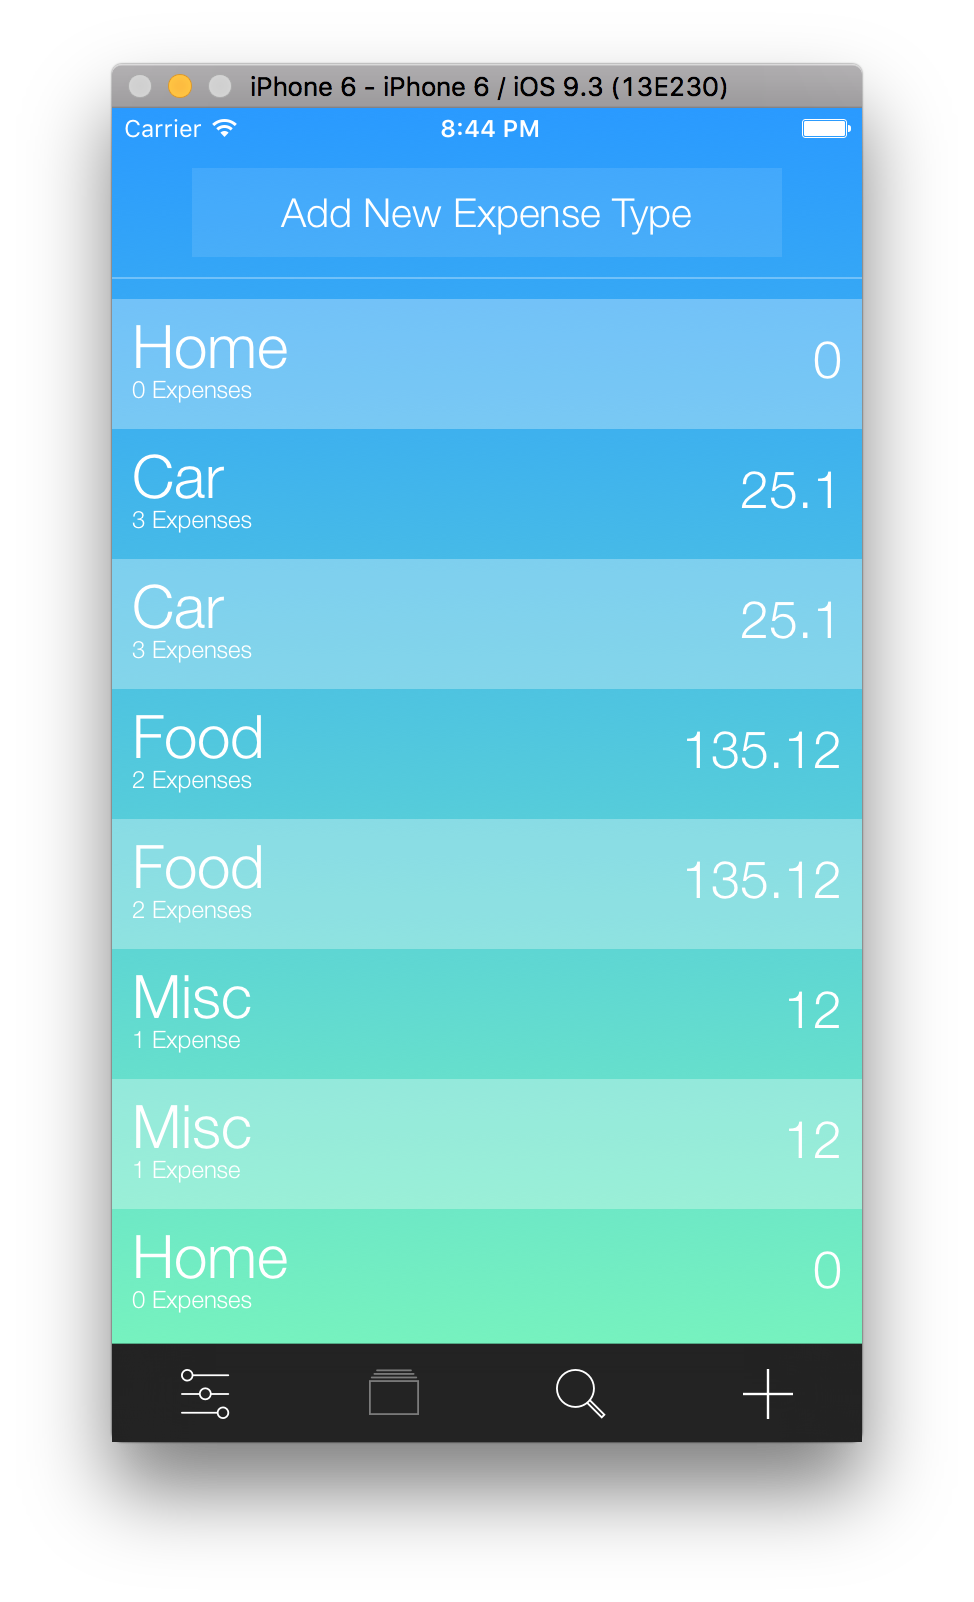 iPhone 6 - iPhone 6 / iOS 9.3 (13E230)
Carrier 8:44 PM
Add New Expense Type
Home 0
0 Expenses
Car 25.1
3 Expenses
Car 25.1
3 Expenses
Food 135.12
2 Expenses
Food 135.12
2 Expenses
Misc 12
1 Expense
Misc 12
1 Expense
Home 0
0 Expenses